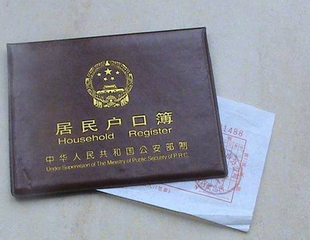 居民户口簿
Household Register
中华人民共和国公安部制
Under Supervision of The Ministry of Public Security of P.R.C
1488